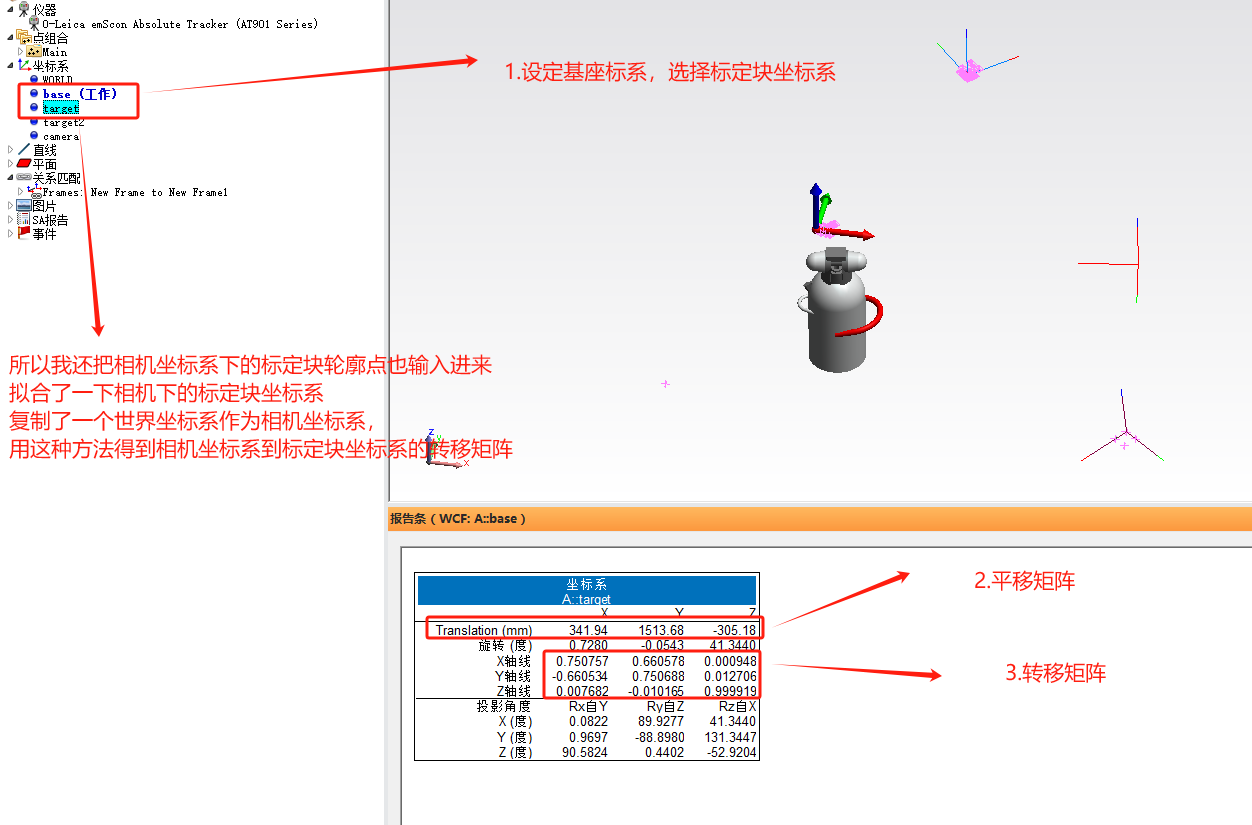 仪器
0-Leica emScon Absolute Tracker (AT901 Series)
点组合
Main
坐标系
WORLD
base (工作)
target
target2
camera
直线
平面
关系匹配
Frames: New Frame to New Frame1
图片
SA报告
事件
1.设定基座标系，选择标定块坐标系
所以我还把相机坐标系下的标定块轮廓点也输入进来
拟合了一下相机下的标定块坐标系
复制了一个世界坐标系作为相机坐标系，
用这种方法得到相机坐标系到标定块坐标系的转移矩阵
Z
Y
X
报告条 ( WCF: A::base )
坐标系
A::target
X Y Z
Translation (mm) 341.94 1513.68 -305.18
旋转 (度) 0.7280 -0.0543 41.3440
X轴线 0.750757 0.660578 0.000948
Y轴线 -0.660534 0.750688 0.012706
Z轴线 0.007682 -0.010165 0.999919
投影角度 Rx自Y Ry自Z Rz自X
X (度) 0.0822 89.9277 41.3440
Y (度) 0.9697 -88.8980 131.3447
Z (度) 90.5824 0.4402 -52.9204
2.平移矩阵
3.转移矩阵